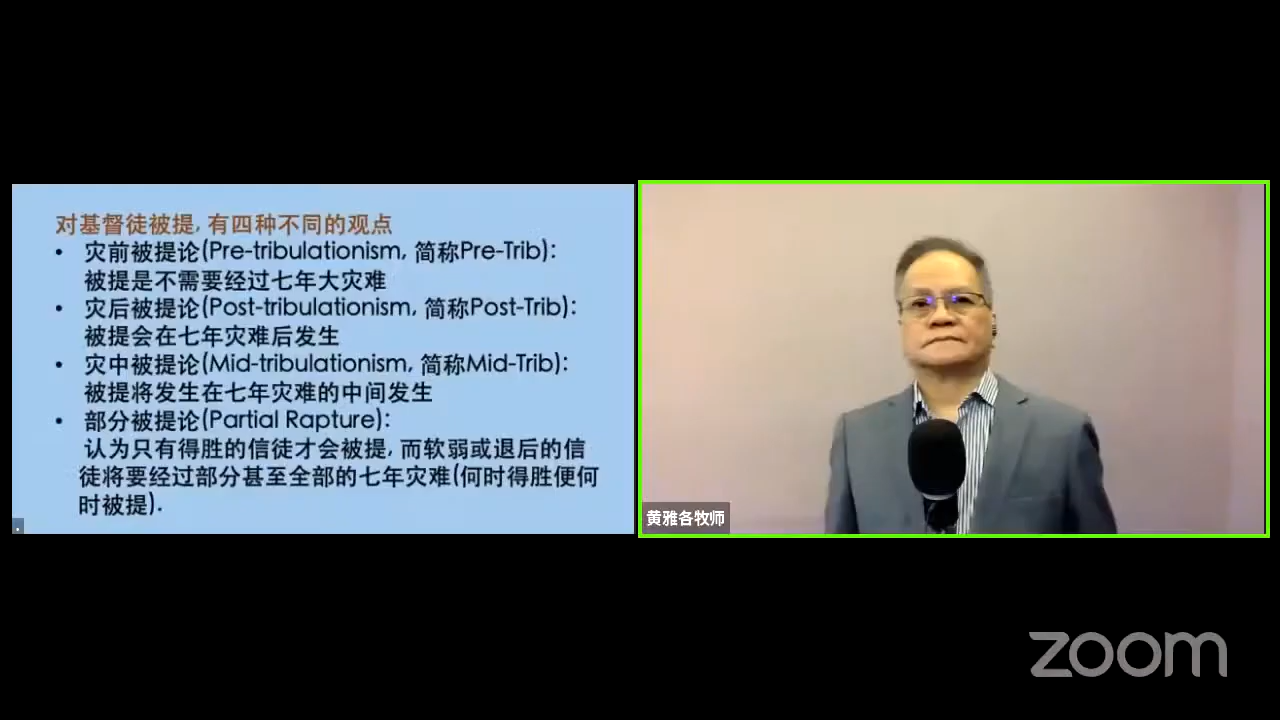 对基督徒被提, 有四种不同的观点
• 灾前被提论(Pre-tribulationism, 简称Pre-Trib):
被提是不需要经过七年大灾难
• 灾后被提论(Post-tribulationism, 简称Post-Trib):
被提会在七年灾难后发生
• 灾中被提论(Mid-tribulationism, 简称Mid-Trib):
被提将发生在七年灾难的中间发生
• 部分被提论(Partial Rapture):
认为只有得胜的信徒才会被提, 而软弱或退后的信
徒将要经过部分甚至全部的七年灾难(何时得胜便何
时被提).
黄雅各牧师
zoom